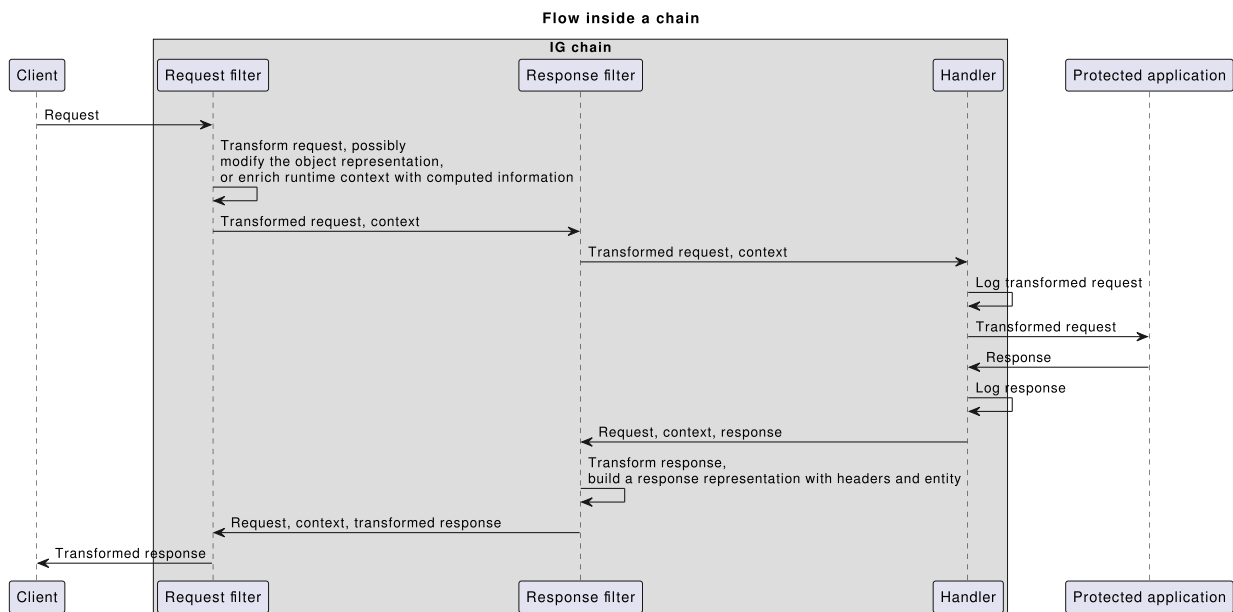 Flow inside a chain
IG chain
Client
Request filter
Response filter
Handler
Protected application
Request
Transform request, possibly
modify the object representation,
or enrich runtime context with computed information
Transformed request, context
Transformed request, context
Log transformed request
Transformed request
Response
Log response
Request, context, response
Transform response,
build a response representation with headers and entity
Request, context, transformed response
Transformed response
Client
Request filter
Response filter
Handler
Protected application